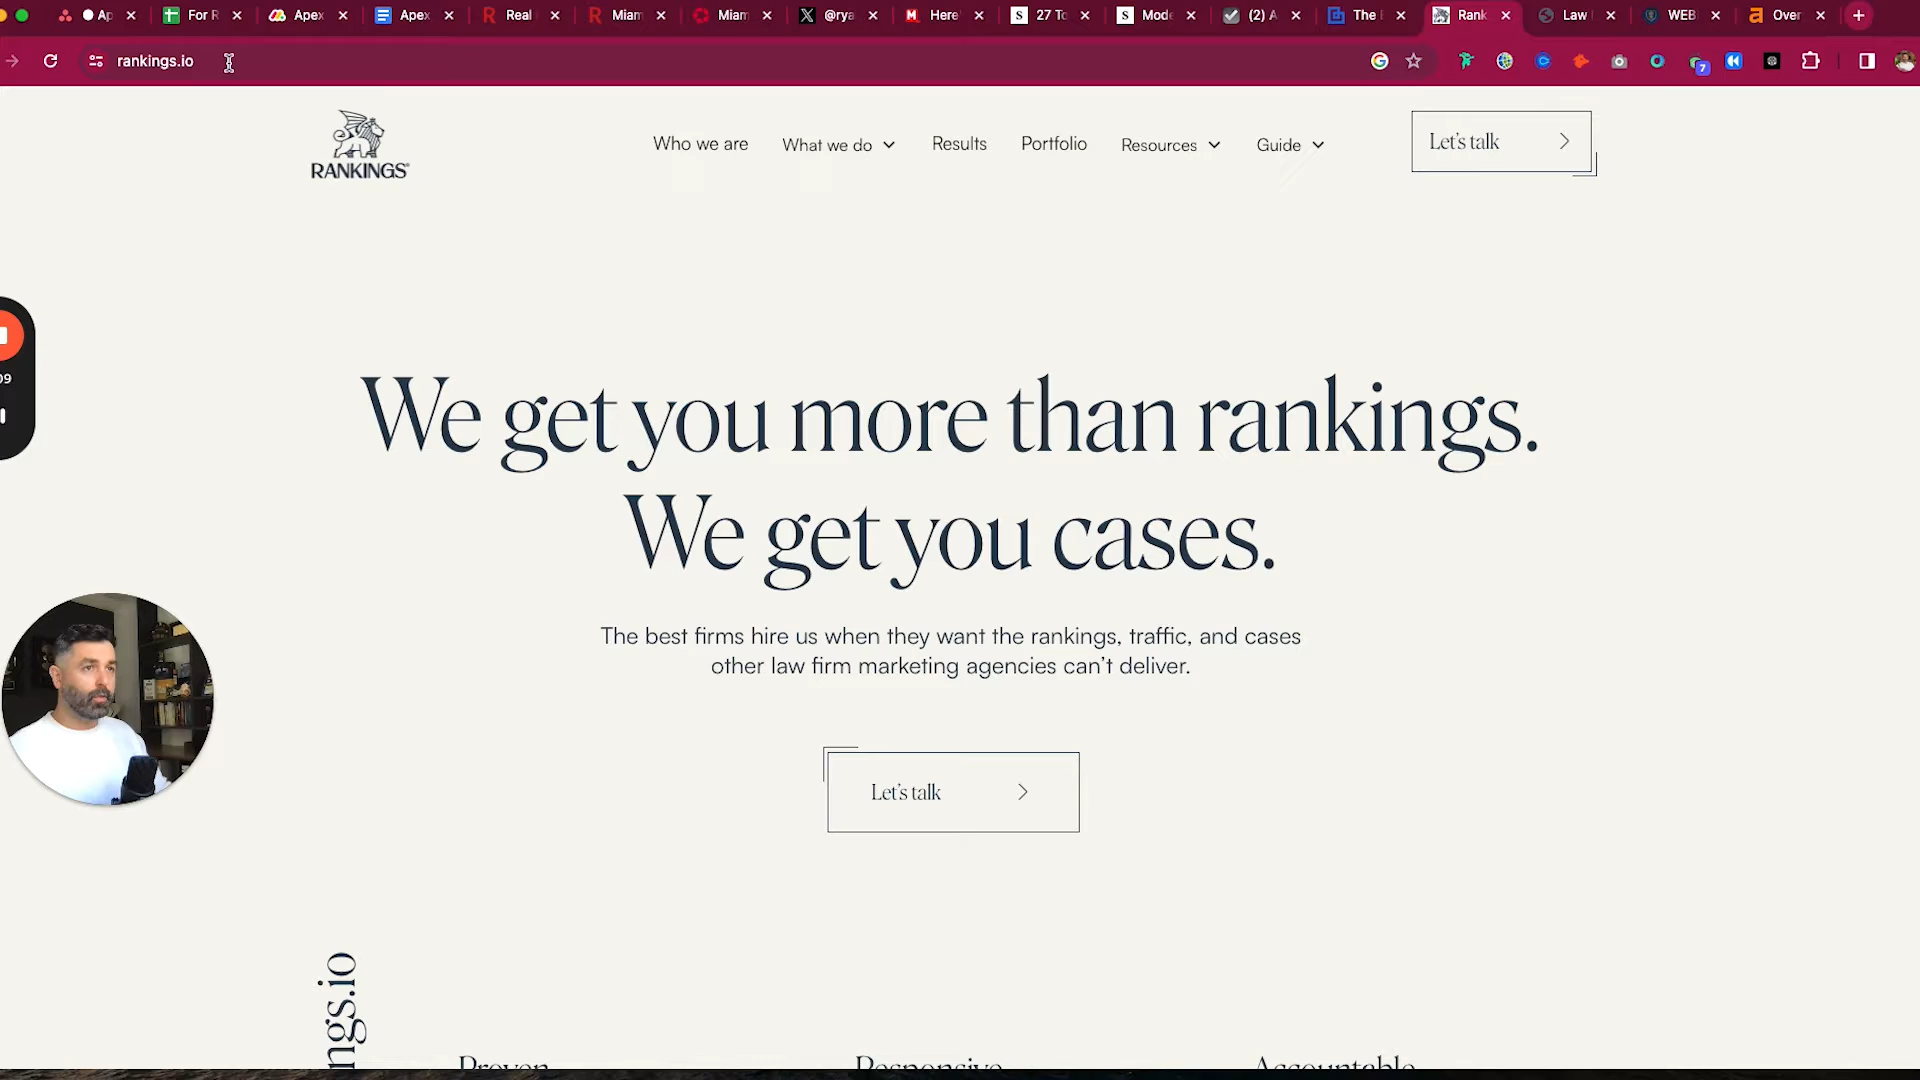 Ap
For R
Apex
Apex
Real
Miam
Miam
@rya
Here'
27 To
Mode
(2) A
The
Rank
Law
WEB
Over
rankings.io
7
RANKINGS
Who we are
What we do
Results
Portfolio
Resources
Guide
Let's talk
09
We get you more than rankings.
We get you cases.
The best firms hire us when they want the rankings, traffic, and cases
other law firm marketing agencies can't deliver.
Let's talk
ngs.io
Proven
Responsive
Accountable